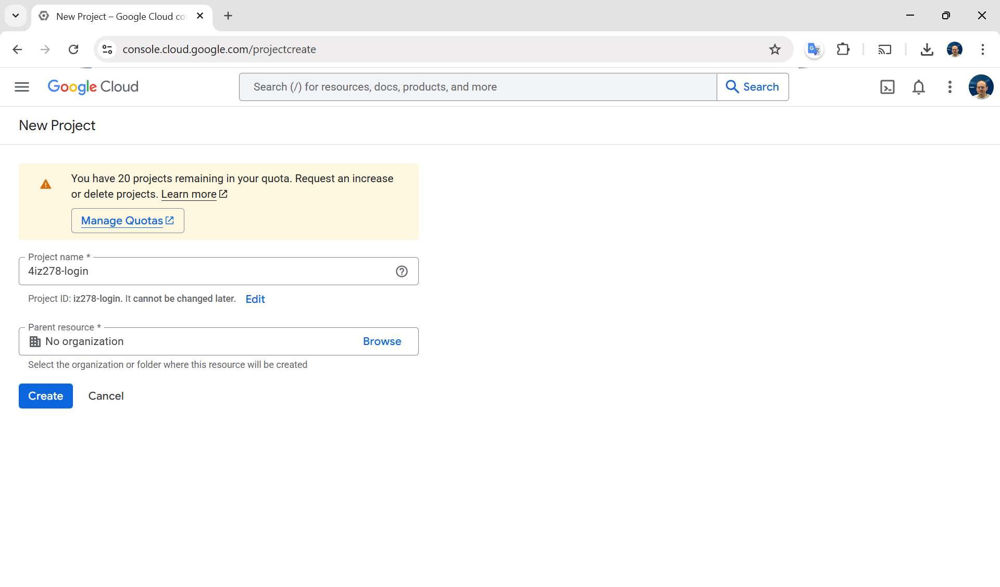 New Project – Google Cloud co
console.cloud.google.com/projectcreate
Google Cloud
Search (/) for resources, docs, products, and more
Search
New Project
You have 20 projects remaining in your quota. Request an increase
or delete projects. Learn more
Manage Quotas
Project name *
4iz278-login
Project ID: iz278-login. It cannot be changed later. Edit
Parent resource *
No organization
Browse
Select the organization or folder where this resource will be created
Create
Cancel